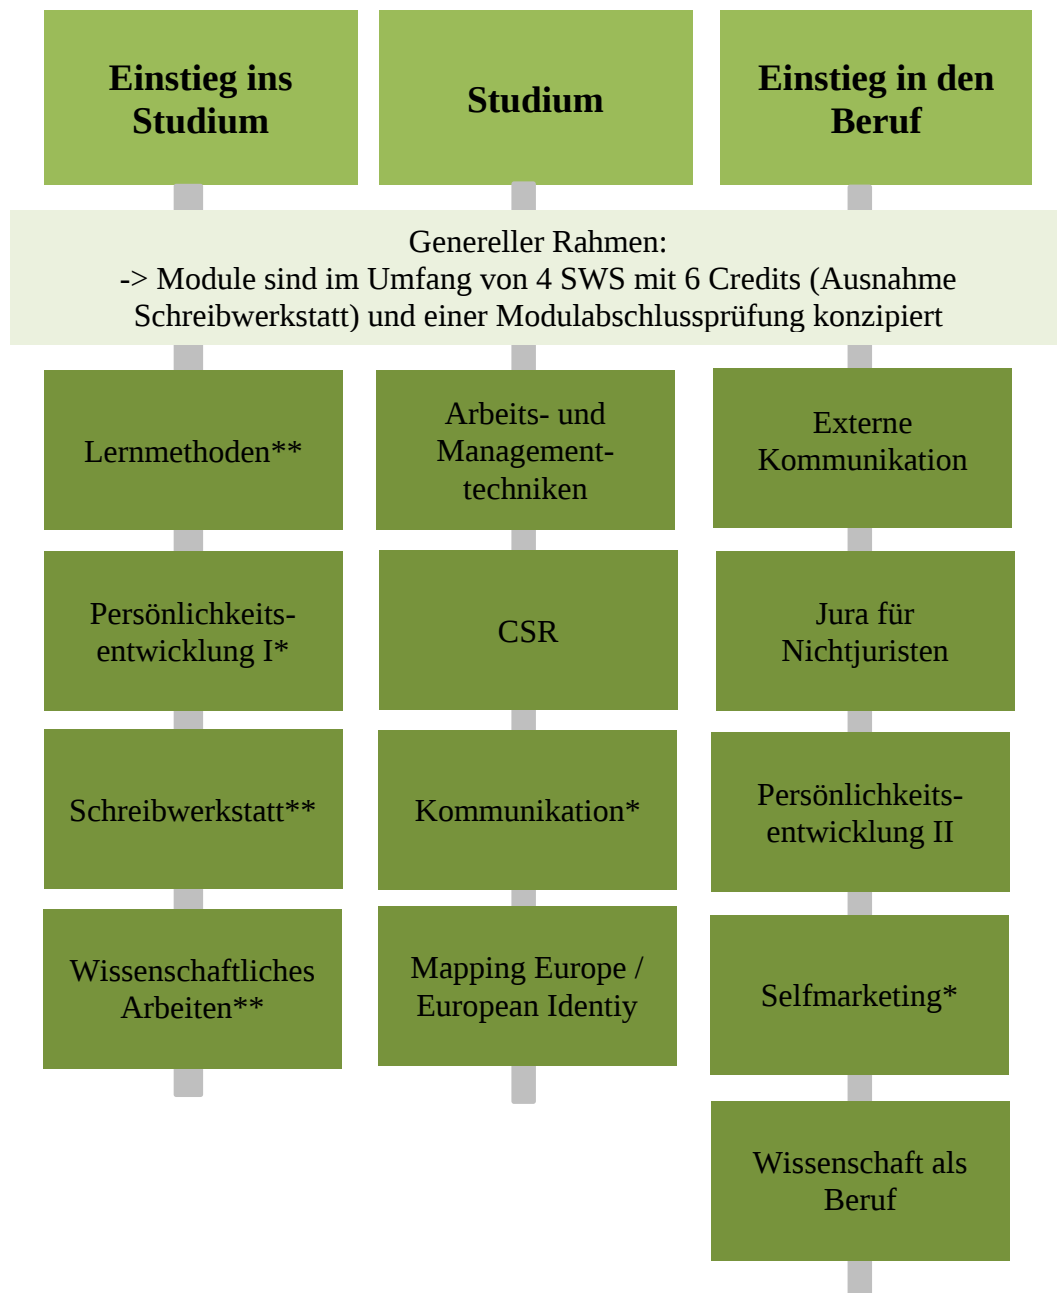 Einstieg ins
Studium
Studium
Einstieg in den
Beruf
Genereller Rahmen:
-> Module sind im Umfang von 4 SWS mit 6 Credits (Ausnahme
Schreibwerkstatt) und einer Modulabschlussprüfung konzipiert
Lernmethoden**
Persönlichkeits-
entwicklung I*
Schreibwerkstatt**
Wissenschaftliches
Arbeiten**
Arbeits- und
Management-
techniken
CSR
Kommunikation*
Mapping Europe /
European Identiy
Externe
Kommunikation
Jura für
Nichtjuristen
Persönlichkeits-
entwicklung II
Selfmarketing*
Wissenschaft als
Beruf